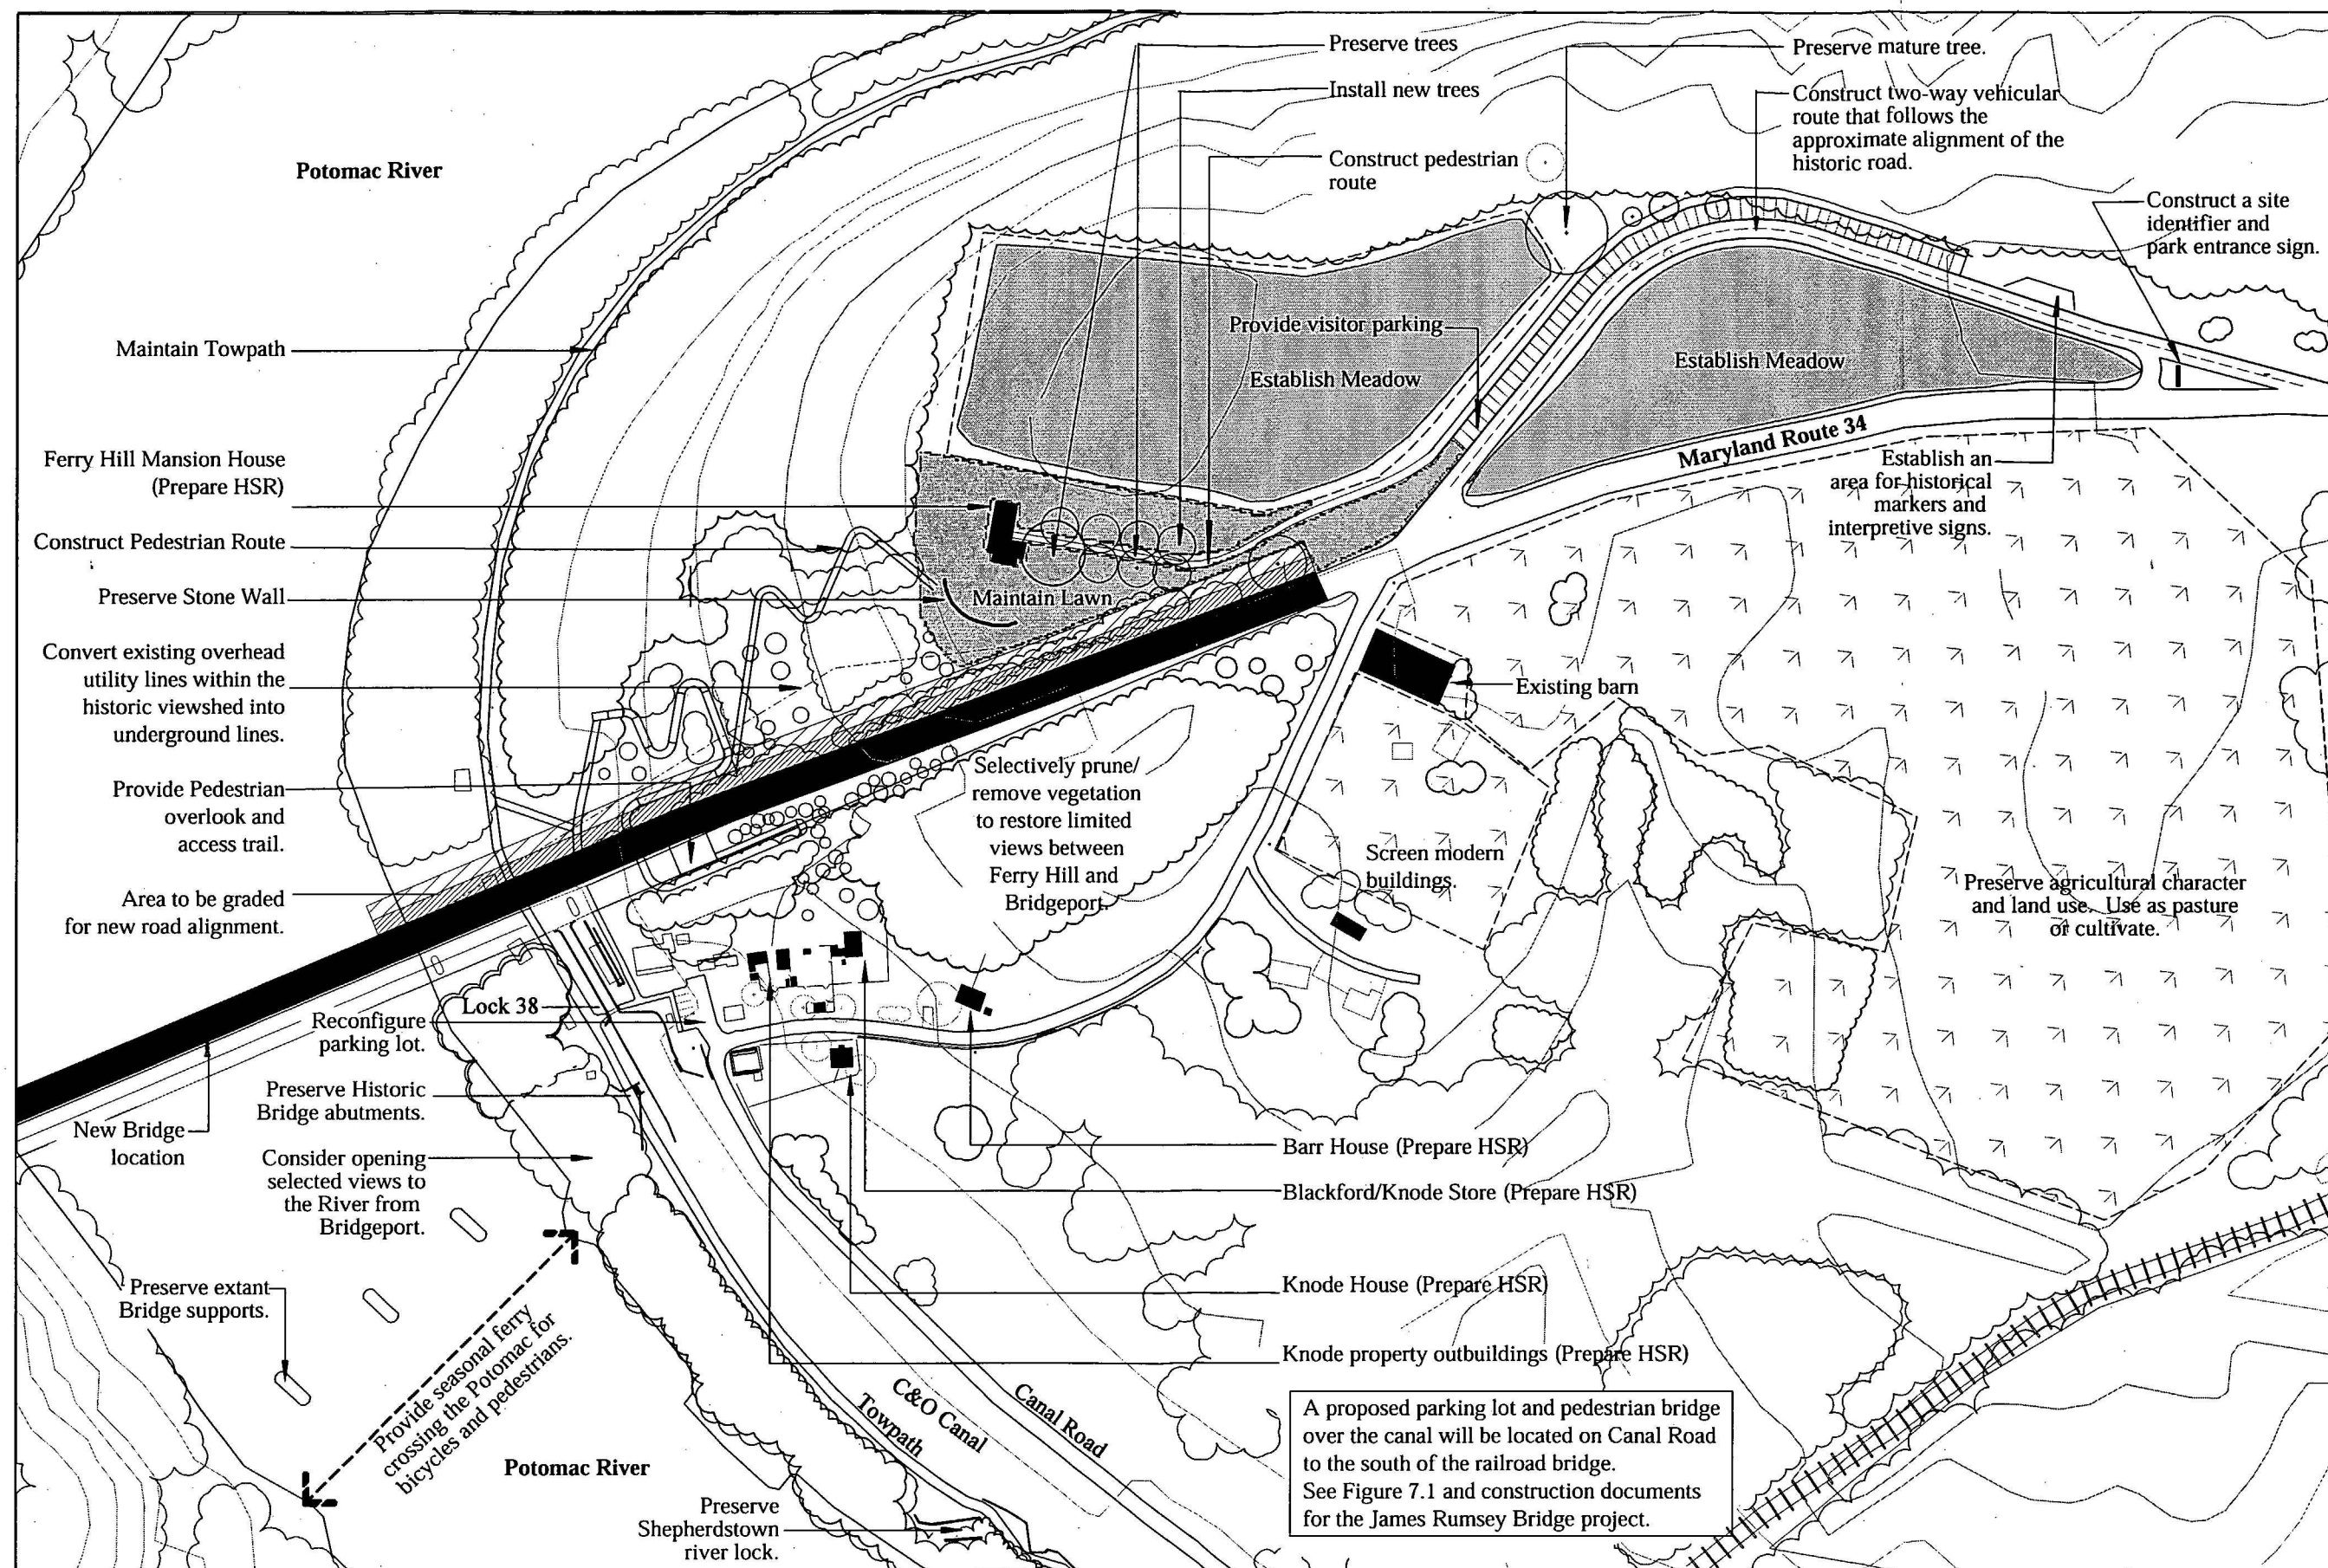 Potomac River
Preserve trees
Install new trees
Construct pedestrian
route
Preserve mature tree.
Construct two-way vehicular
route that follows the
approximate alignment of the
historic road.
Construct a site
identifier and
park entrance sign.
Maintain Towpath
Provide visitor parking
Establish Meadow
Establish Meadow
Maryland Route 34
Establish an
area for historical
markers and
interpretive signs.
Ferry Hill Mansion House
(Prepare HSR)
Construct Pedestrian Route
Preserve Stone Wall
Maintain Lawn
Convert existing overhead
utility lines within the
historic viewshed into
underground lines.
Existing barn
Provide Pedestrian
overlook and
access trail.
Selectively prune/
remove vegetation
to restore limited
views between
Ferry Hill and
Bridgeport.
Screen modern
buildings.
Preserve agricultural character
and land use. Use as pasture
or cultivate.
Area to be graded
for new road alignment.
Lock 38
Reconfigure
parking lot.
Preserve Historic
Bridge abutments.
New Bridge
location
Consider opening
selected views to
the River from
Bridgeport.
Barr House (Prepare HSR)
Blackford/Knode Store (Prepare HSR)
Knode House (Prepare HSR)
Knode property outbuildings (Prepare HSR)
Preserve extant
Bridge supports.
Provide seasonal ferry
crossing the Potomac for
bicycles and pedestrians.
Potomac River
C&O Canal
Towpath
Canal Road
Preserve
Shepherdstown
river lock.
A proposed parking lot and pedestrian bridge
over the canal will be located on Canal Road
to the south of the railroad bridge.
See Figure 7.1 and construction documents
for the James Rumsey Bridge project.